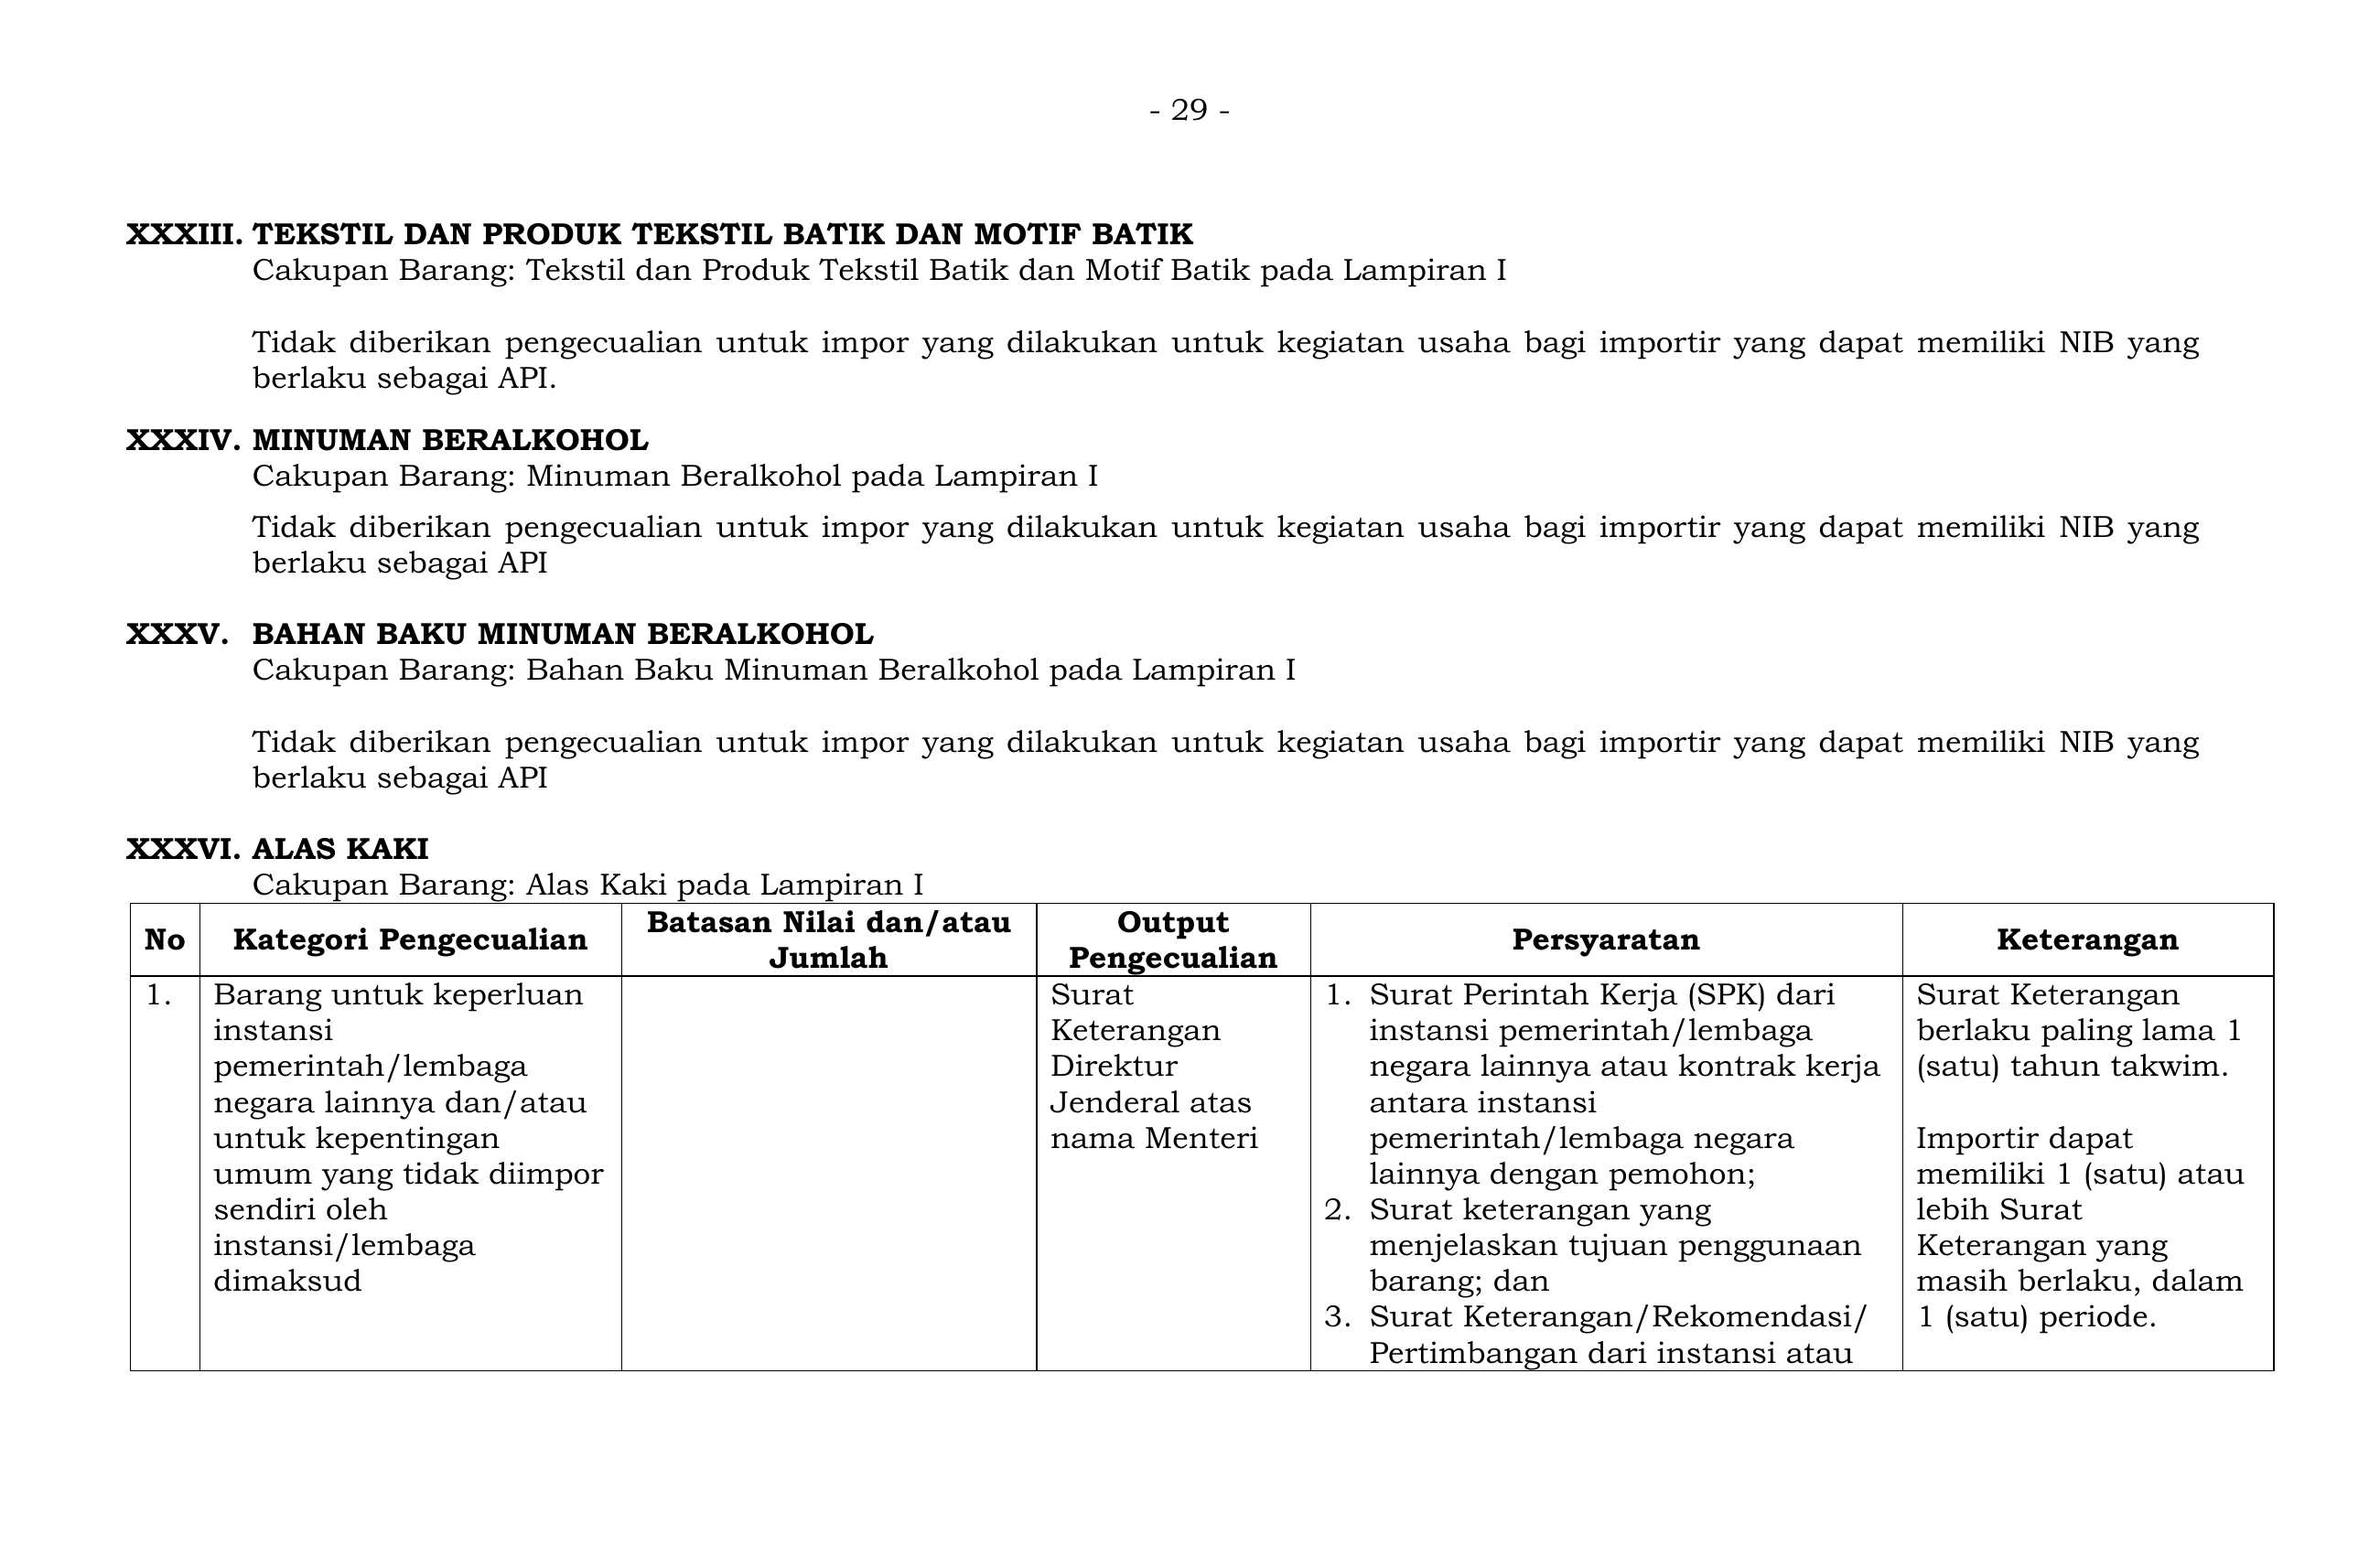 - 29 -
XXXIII. TEKSTIL DAN PRODUK TEKSTIL BATIK DAN MOTIF BATIK
Cakupan Barang: Tekstil dan Produk Tekstil Batik dan Motif Batik pada Lampiran I
Tidak diberikan pengecualian untuk impor yang dilakukan untuk kegiatan usaha bagi importir yang dapat memiliki NIB yang
berlaku sebagai API.
XXXIV. MINUMAN BERALKOHOL
Cakupan Barang: Minuman Beralkohol pada Lampiran I
Tidak diberikan pengecualian untuk impor yang dilakukan untuk kegiatan usaha bagi importir yang dapat memiliki NIB yang
berlaku sebagai API
XXXV. BAHAN BAKU MINUMAN BERALKOHOL
Cakupan Barang: Bahan Baku Minuman Beralkohol pada Lampiran I
Tidak diberikan pengecualian untuk impor yang dilakukan untuk kegiatan usaha bagi importir yang dapat memiliki NIB yang
berlaku sebagai API
XXXVI. ALAS KAKI
Cakupan Barang: Alas Kaki pada Lampiran I
No
Kategori Pengecualian
Batasan Nilai dan/atau
Jumlah
Output
Pengecualian
Persyaratan
Keterangan
1.
Barang untuk keperluan
instansi
pemerintah/lembaga
negara lainnya dan/atau
untuk kepentingan
umum yang tidak diimpor
sendiri oleh
instansi/lembaga
dimaksud
Surat
Keterangan
Direktur
Jenderal atas
nama Menteri
1. Surat Perintah Kerja (SPK) dari
instansi pemerintah/lembaga
negara lainnya atau kontrak kerja
antara instansi
pemerintah/lembaga negara
lainnya dengan pemohon;
2. Surat keterangan yang
menjelaskan tujuan penggunaan
barang; dan
3. Surat Keterangan/Rekomendasi/
Pertimbangan dari instansi atau
Surat Keterangan
berlaku paling lama 1
(satu) tahun takwim.
Importir dapat
memiliki 1 (satu) atau
lebih Surat
Keterangan yang
masih berlaku, dalam
1 (satu) periode.